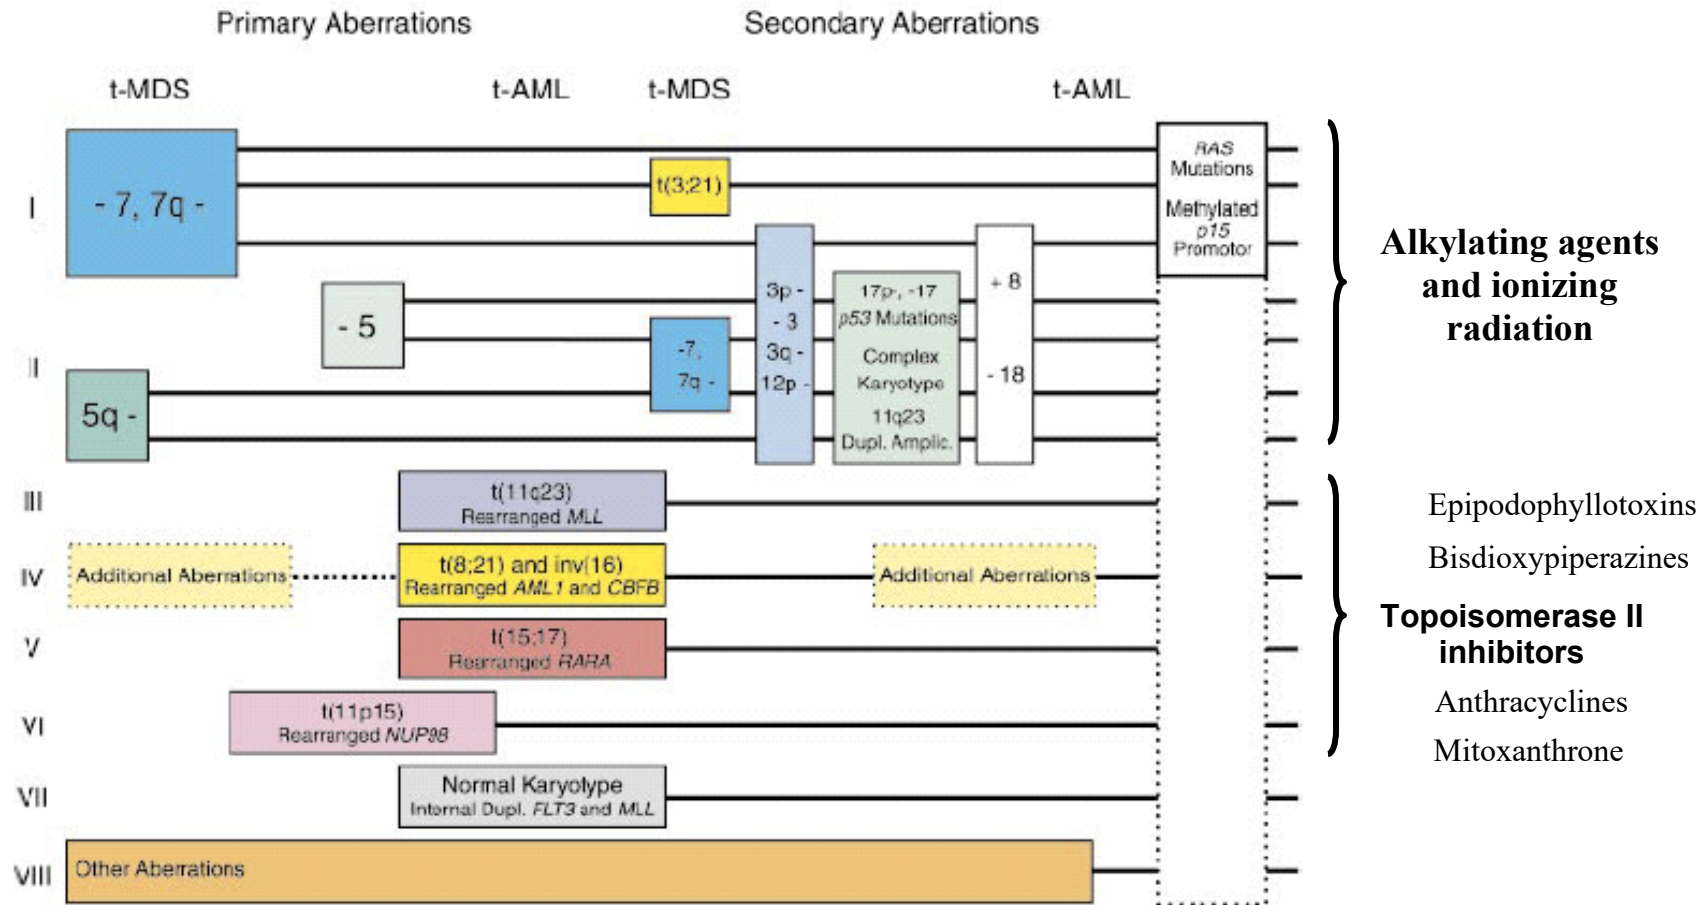 Primary Aberrations
Secondary Aberrations
t-MDS
t-AML
t-MDS
t-AML
I
- 7, 7q -
t(3;21)
RAS
Mutations
Methylated
p15
Promotor
II
- 5
5q -
-7,
7q -
3p -
- 3
3q -
12p -
17p-, -17
p53 Mutations
Complex
Karyotype
11q23
Dupl. Amplic.
+ 8
- 18
Alkylating agents
and ionizing
radiation
III
t(11q23)
Rearranged MLL
IV
Additional Aberrations
t(8;21) and inv(16)
Rearranged AML1 and CBFB
Additional Aberrations
V
t(15;17)
Rearranged RARA
VI
t(11p15)
Rearranged NUP98
VII
Normal Karyotype
Internal Dupl. FLT3 and MLL
VIII
Other Aberrations
Epipodophyllotoxins
Bisdioxypiperazines
Topoisomerase II
inhibitors
Anthracyclines
Mitoxanthrone